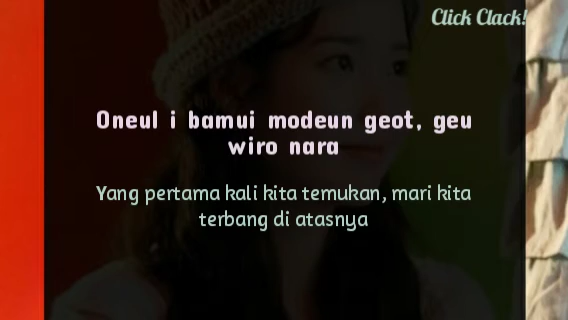 Click Clack!
Oneul i bamui modeun geot, geu
wiro nara
Yang pertama kali kita temukan, mari kita
terbang di atasnya